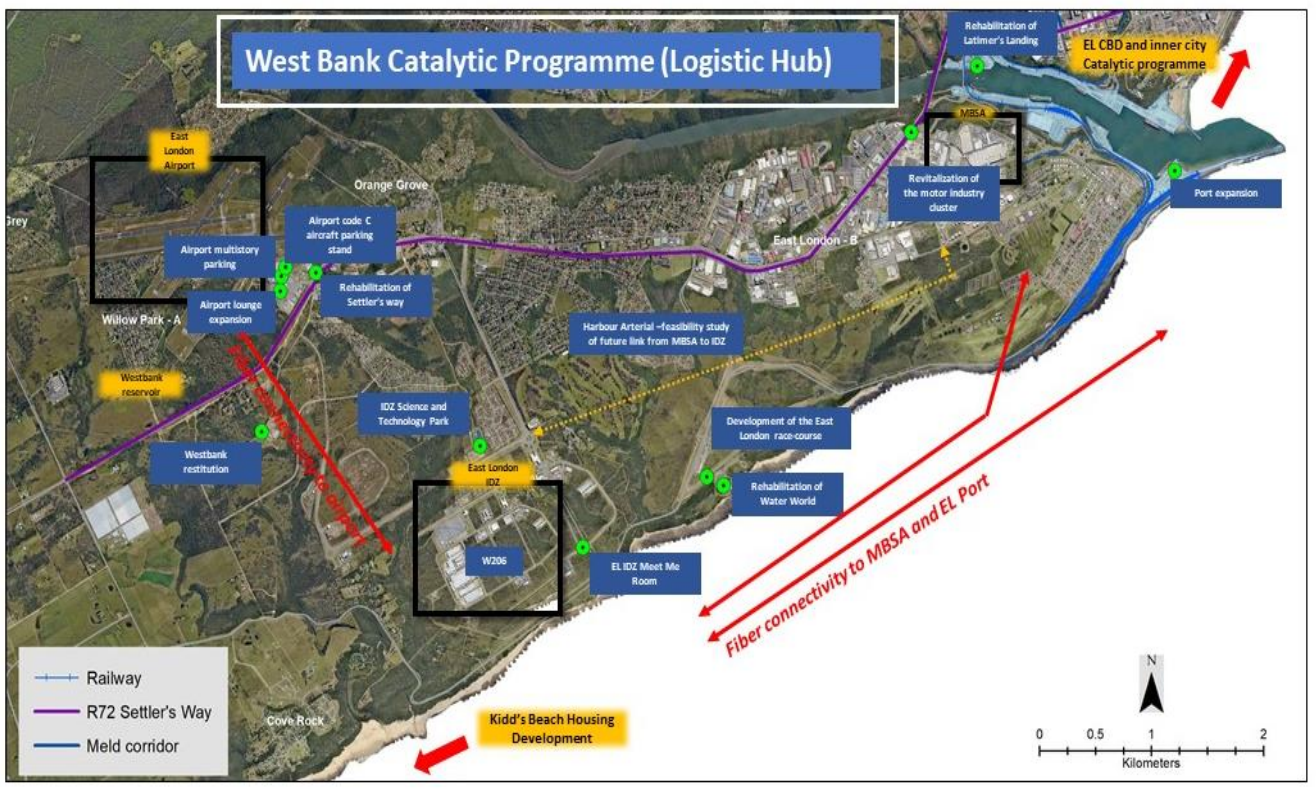 West Bank Catalytic Programme (Logistic Hub)
Rehabilitation of
Latimer's Landing
EL CBD and inner city
Catalytic programme
East
London
Airport
MBSA
Orange Grove
Revitalization of
the motor industry
cluster
Port expansion
Grey
Airport multistory
parking
Airport code C
aircraft parking
stand
East London - B
Airport lounge
expansion
Rehabilitation of
Settler's way
Willow Park - A
Harbour Arterial –feasibility study
of future link from MBSA to IDZ
Westbank
reservoir
Fiber connectivity to airport
IDZ Science and
Technology Park
Development of the East
London race-course
Westbank
restitution
East London
IDZ
Rehabilitation of
Water World
W206
EL IDZ Meet Me
Room
Fiber connectivity to MBSA and EL Port
Railway
R72 Settler's Way
Meld corridor
Cove Rock
Kidd's Beach Housing
Development
N
0 0.5 1 2
Kilometers